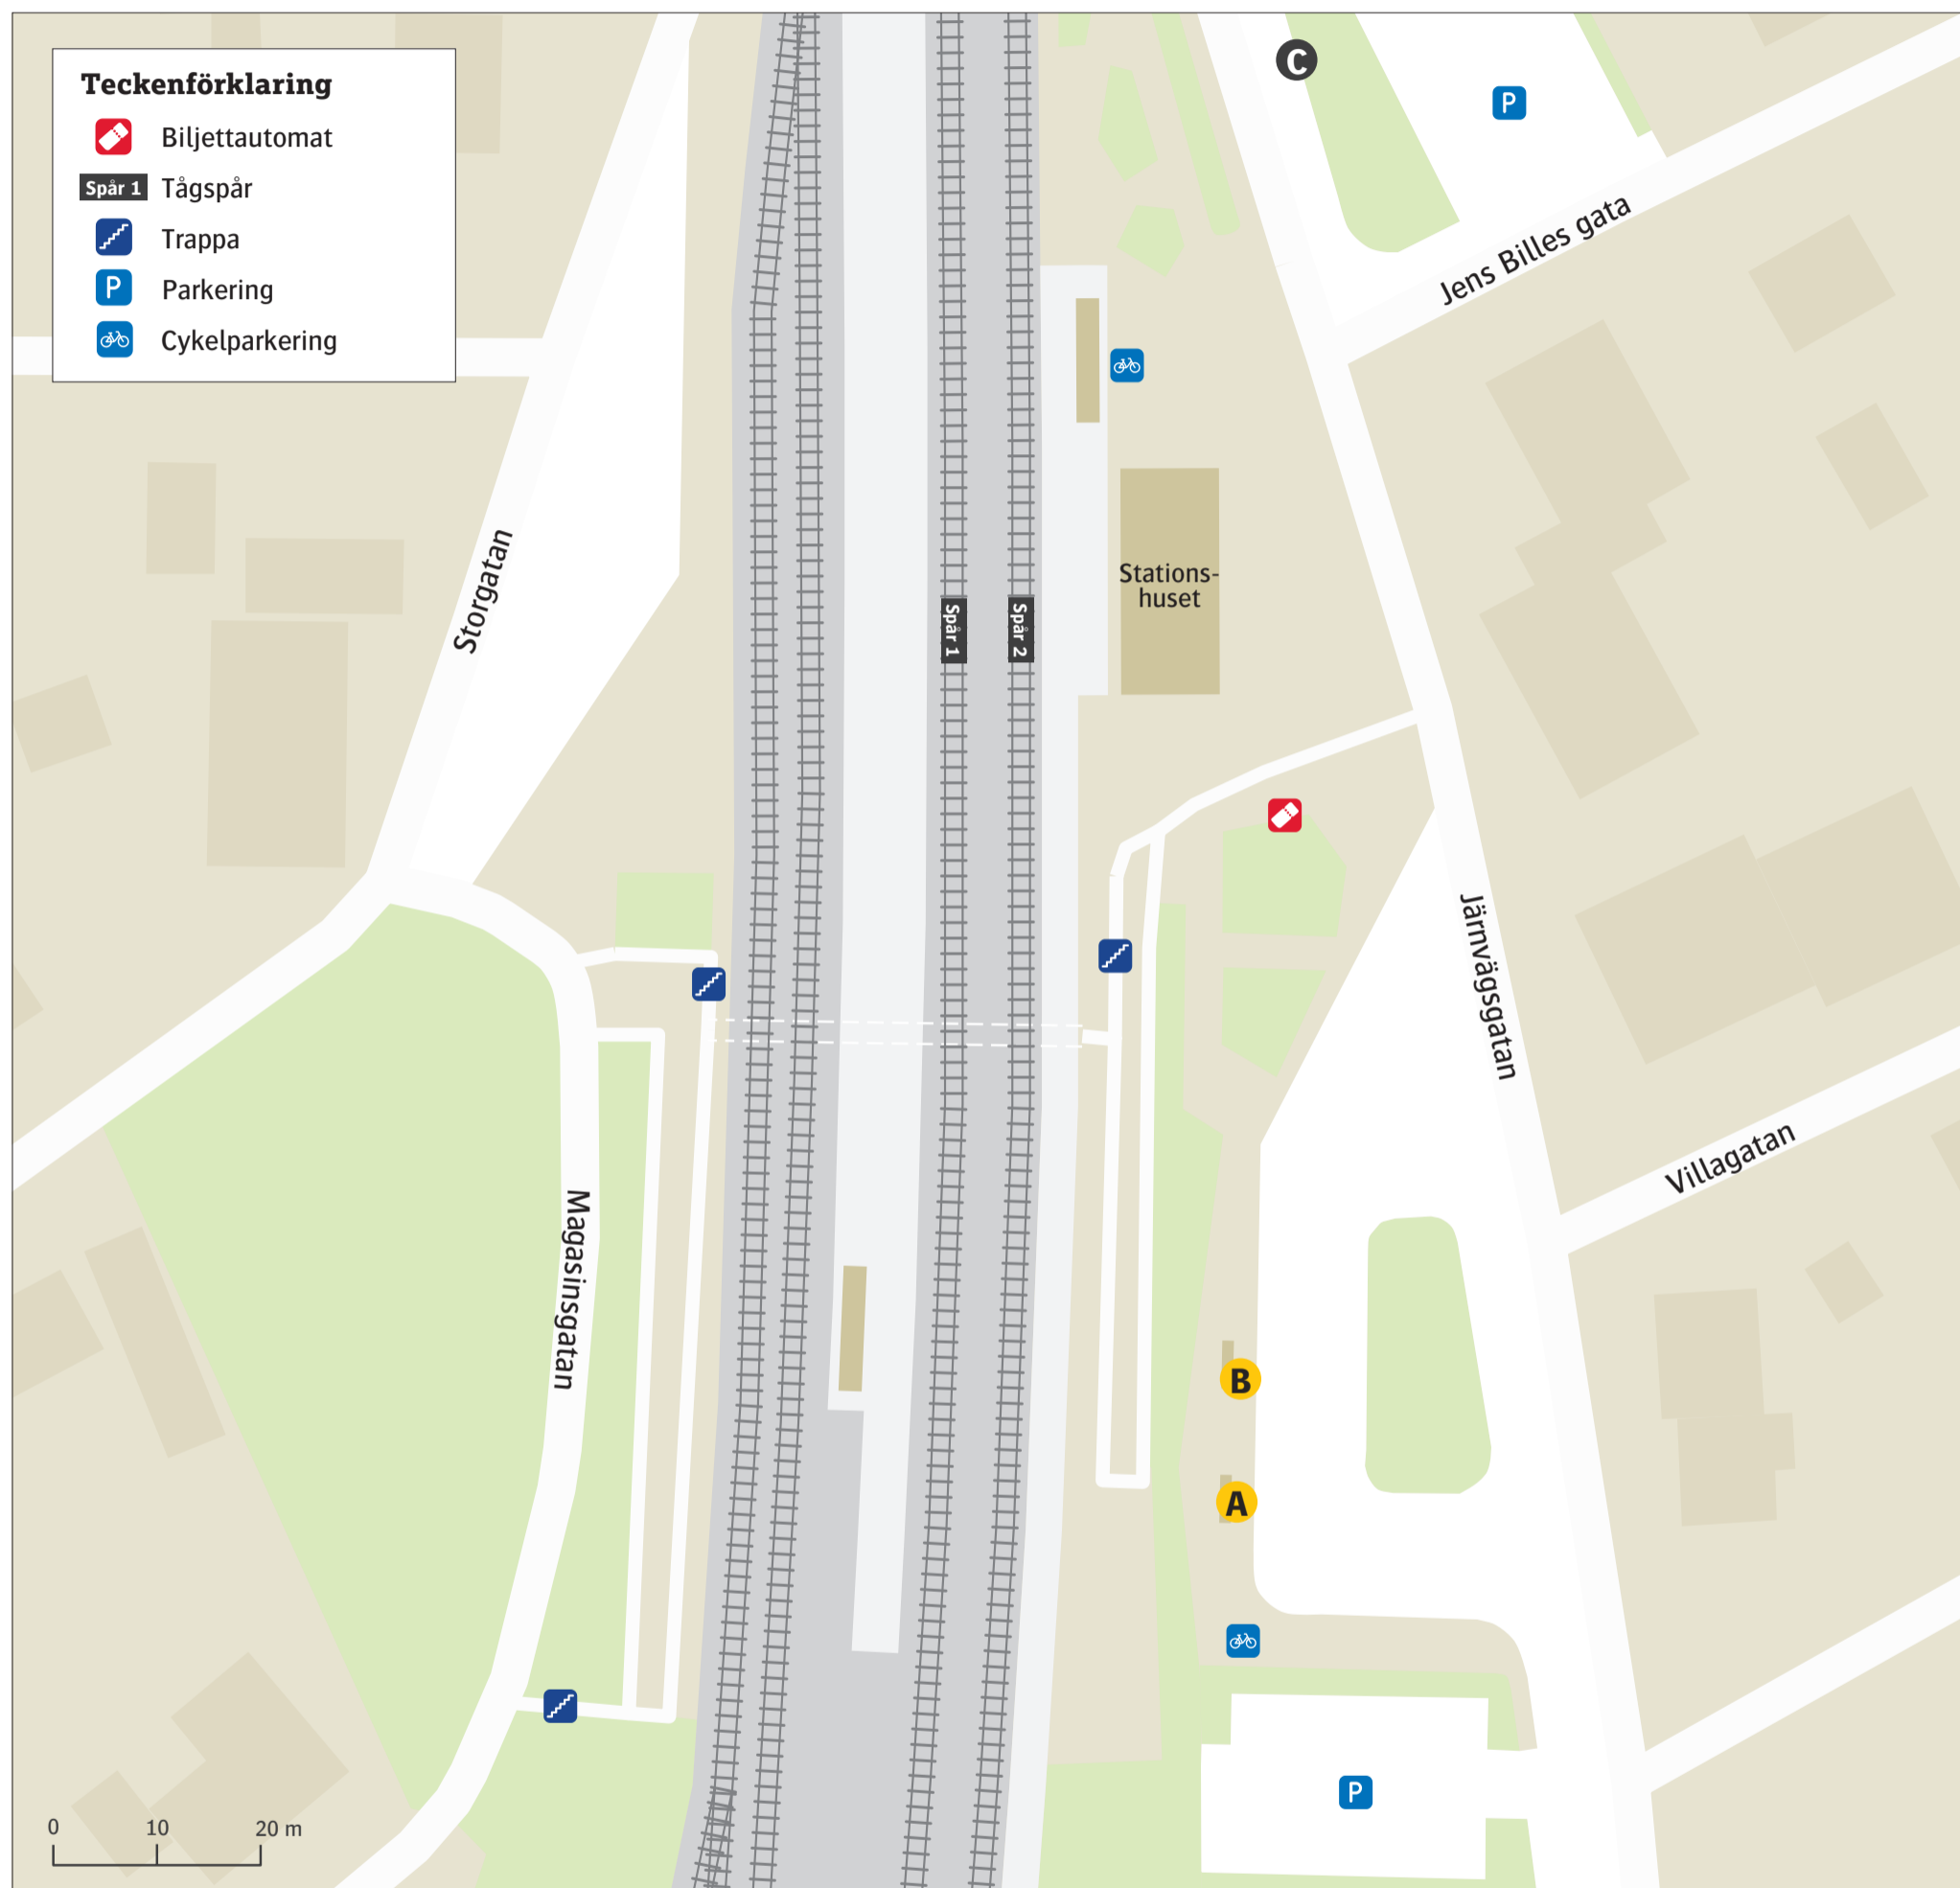 Teckenförklaring
Biljettautomat
Spår 1 Tågspår
Trappa
P Parkering
Cykelparkering
C
P
Jens Billes gata
Storgatan
Stations-
huset
Spår 1
Spår 2
Järnvägsgatan
Villagatan
Magasinsgatan
B
A
P
0 10 20 m